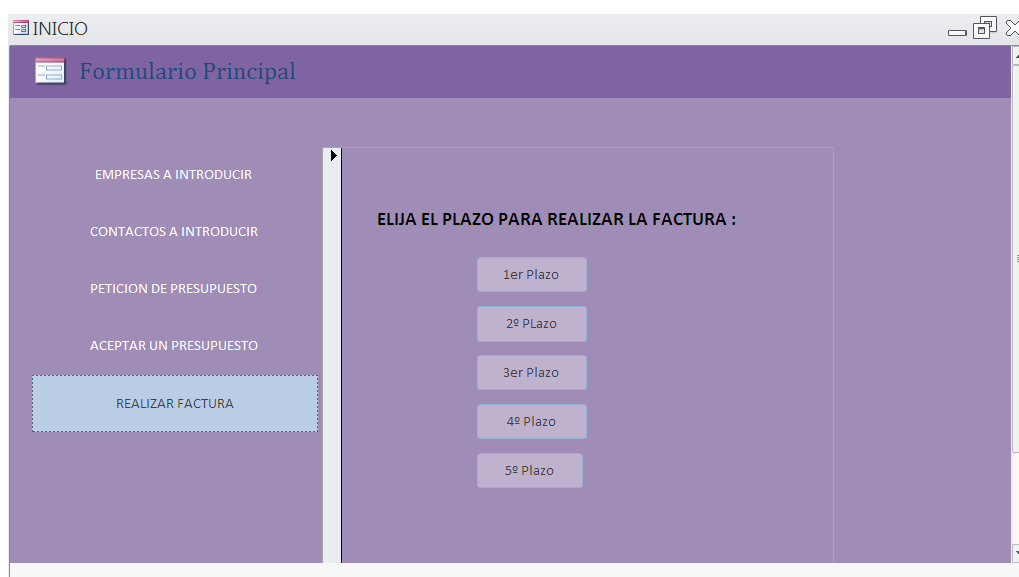 INICIO
Formulario Principal
EMPRESAS A INTRODUCIR
CONTACTOS A INTRODUCIR
PETICION DE PRESUPUESTO
ACEPTAR UN PRESUPUESTO
REALIZAR FACTURA
ELIJA EL PLAZO PARA REALIZAR LA FACTURA :
1er Plazo
2º PLazo
3er Plazo
4º Plazo
5º Plazo